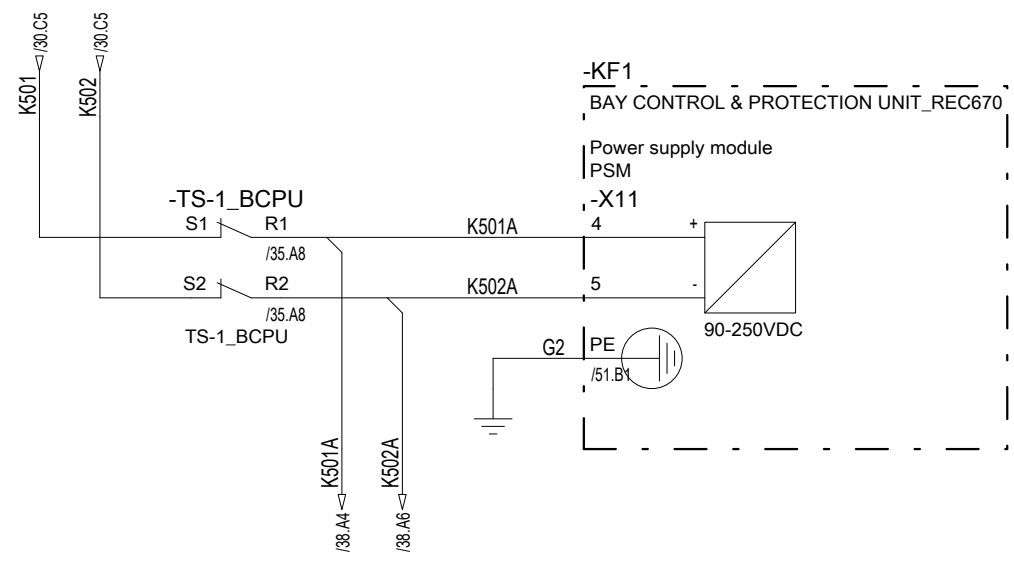 /30.C5
/30.C5
K501
K502
-KF1
BAY CONTROL & PROTECTION UNIT_REC670
Power supply module
PSM
-TS-1_BCPU
-X11
S1
R1
K501A
4
+
/35.A8
S2
R2
K502A
5
-
/35.A8
TS-1_BCPU
90-250VDC
G2
PE
/51.B1
K501A
K502A
/38.A4
/38.A6